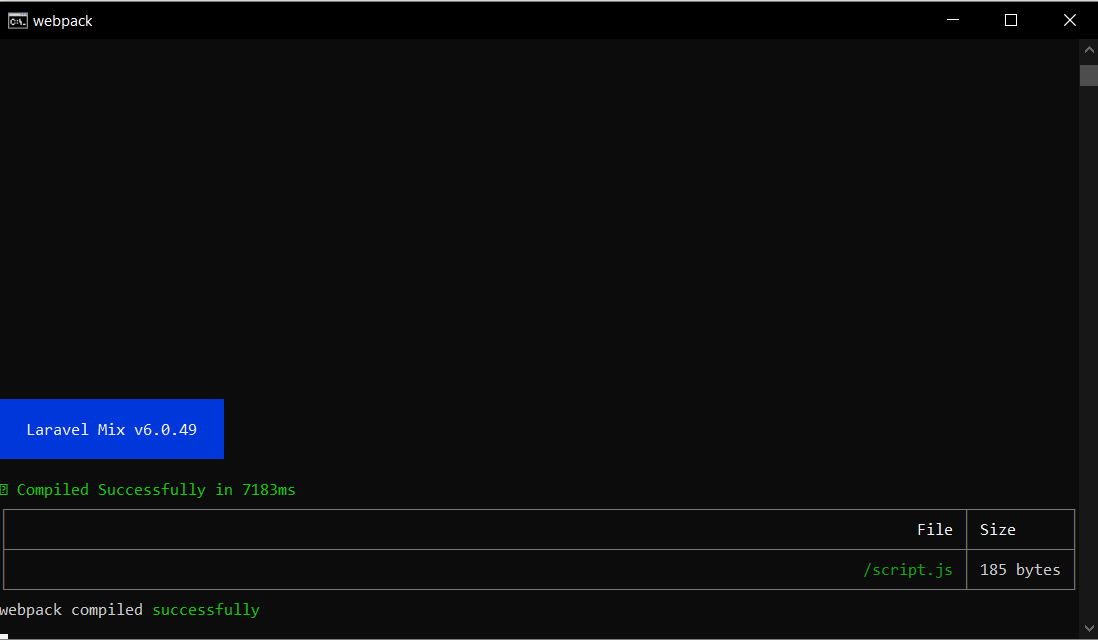 webpack
Laravel Mix v6.0.49
Compiled Successfully in 7183ms
File Size
/script.js 185 bytes
webpack compiled successfully